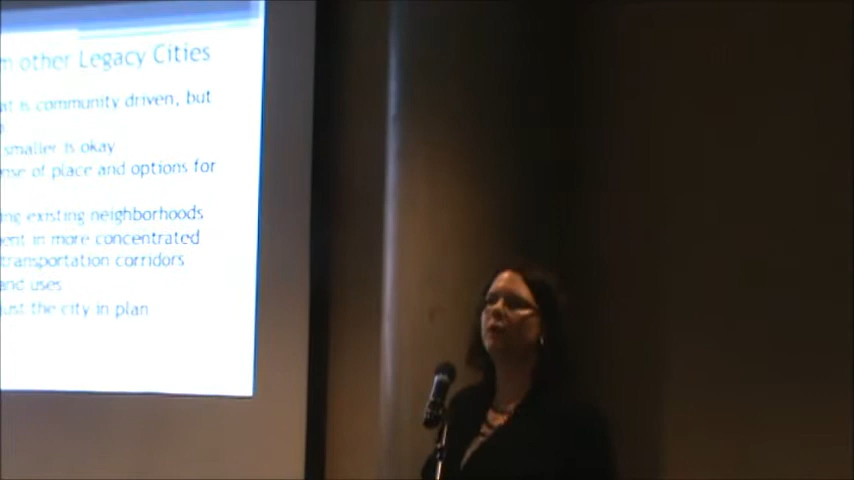 m other Legacy Cities
at is community driven, but
smaller is okay
nse of place and options for
ing existing neighborhoods
ent in more concentrated
transportation corridors
and uses
just the city in plan